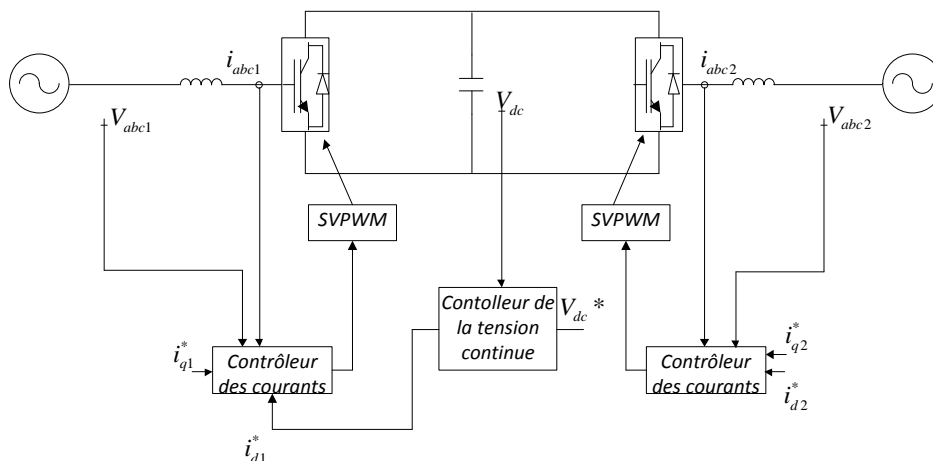 i_abc1
i_abc2
V_abc1
V_dc
V_abc2
SVPWM
SVPWM
Contolleur de
la tension
continue
V_dc *
i*_q1
Contrôleur
des courants
Contrôleur
des courants
i*_q2
i*_d2
i*_d1